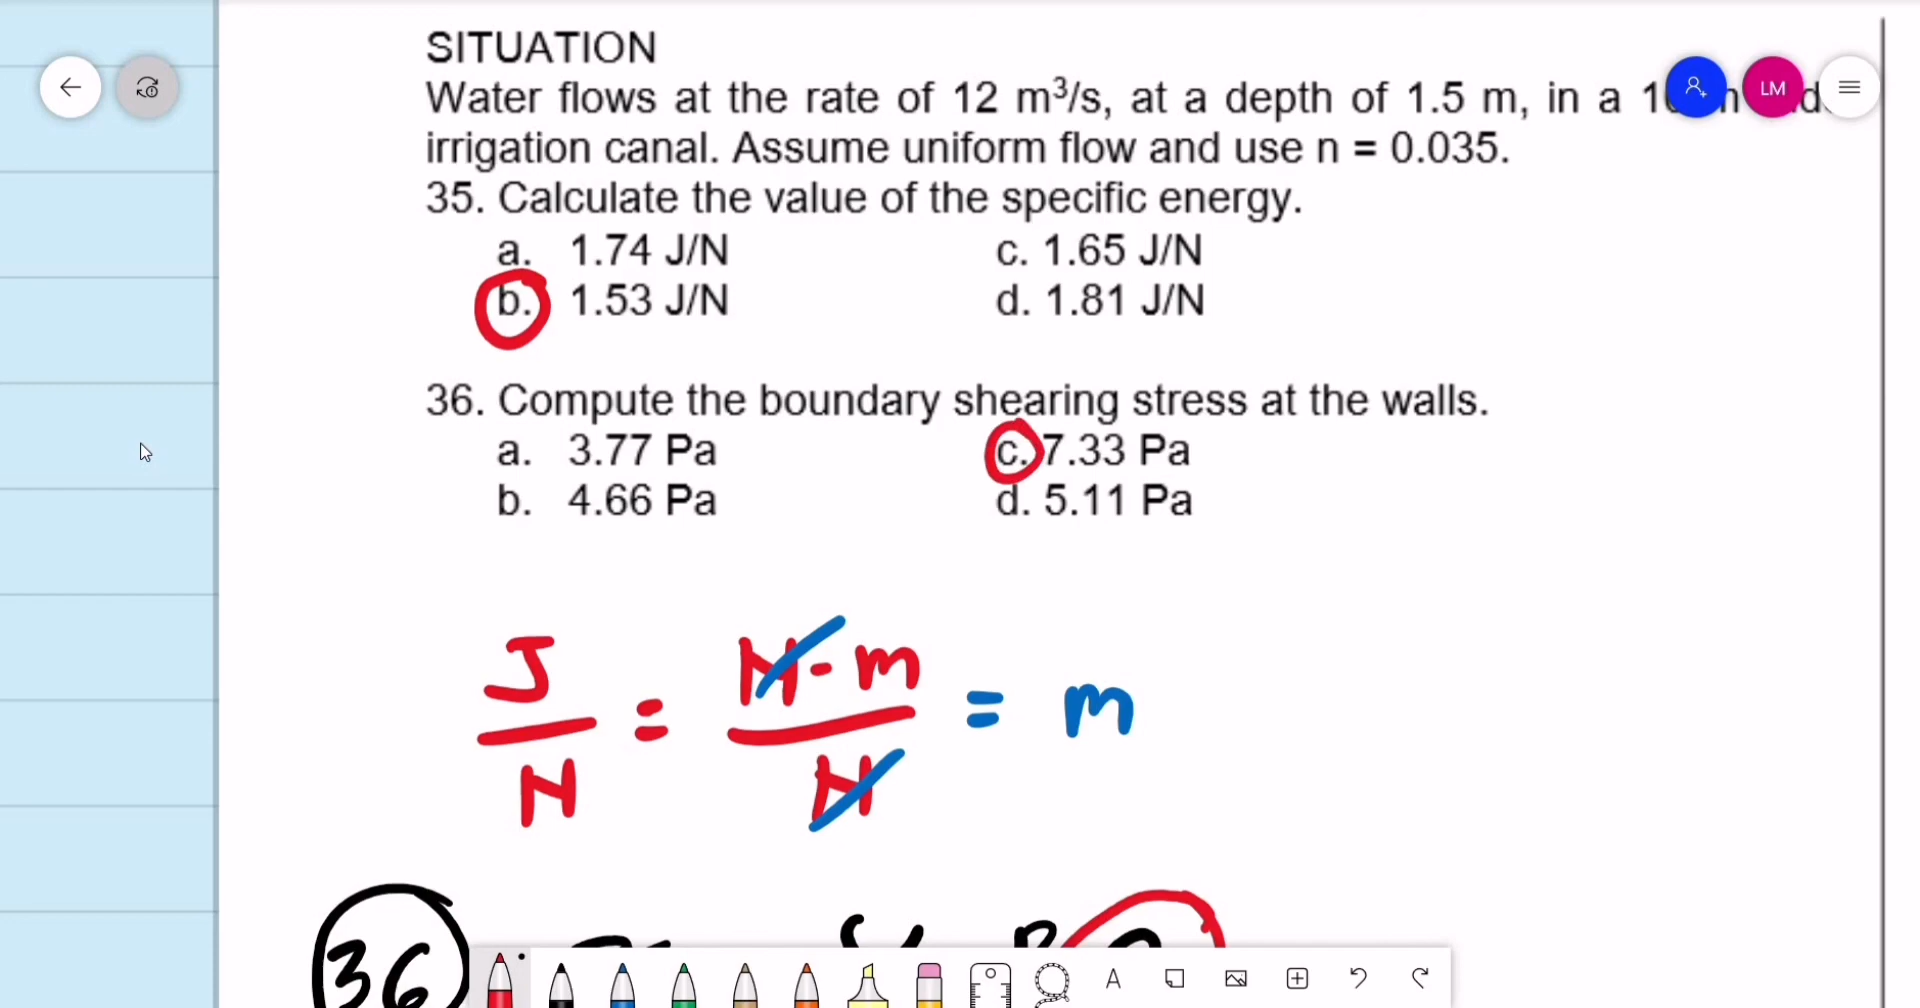 SITUATION
Water flows at the rate of 12 m³/s, at a depth of 1.5 m, in a
LM
irrigation canal. Assume uniform flow and use n = 0.035.
35. Calculate the value of the specific energy.
a. 1.74 J/N c. 1.65 J/N
b. 1.53 J/N d. 1.81 J/N
36. Compute the boundary shearing stress at the walls.
a. 3.77 Pa c. 7.33 Pa
b. 4.66 Pa d. 5.11 Pa
J/N = N-m/N = m
36
A